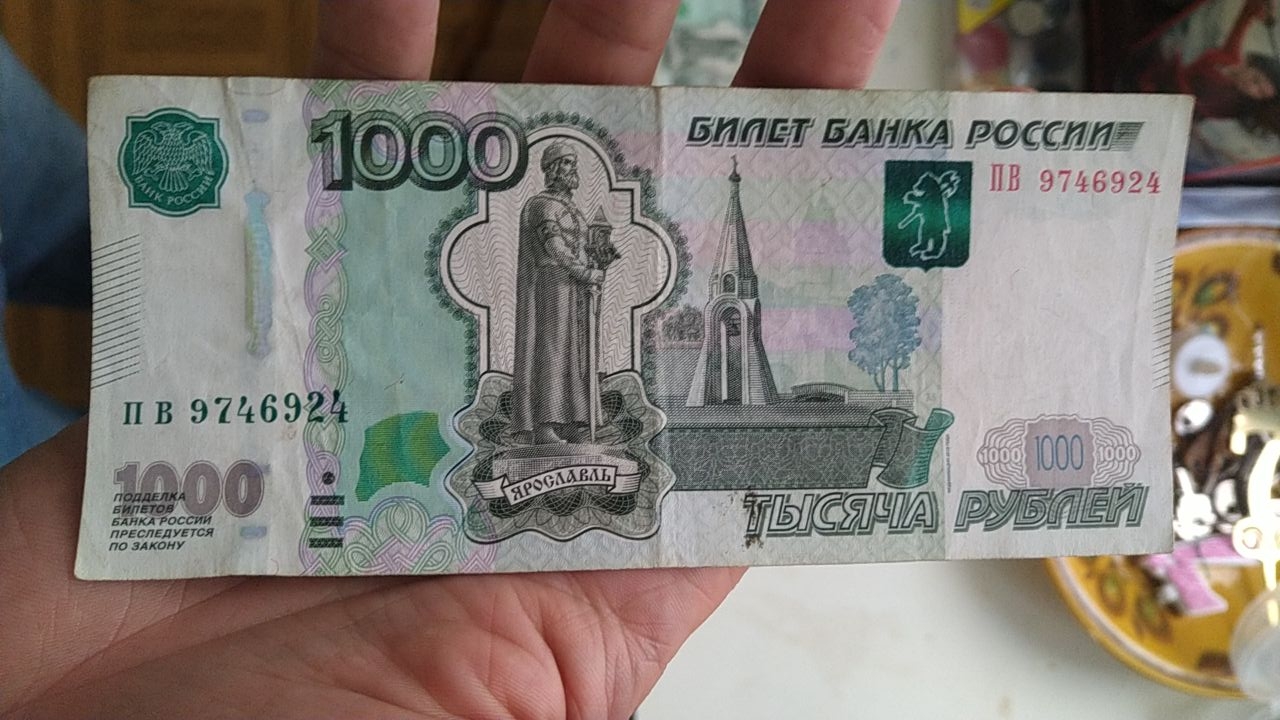 БАНК РОССИИ
1000
БИЛЕТ БАНКА РОССИИ
ПВ 9746924
ПВ 9746924
1000
ПОДДЕЛКА
БИЛЕТОВ
БАНКА РОССИИ
ПРЕСЛЕДУЕТСЯ
ПО ЗАКОНУ
ЯРОСЛАВЛЬ
1000 1000 1000
ТЫСЯЧА РУБЛЕЙ